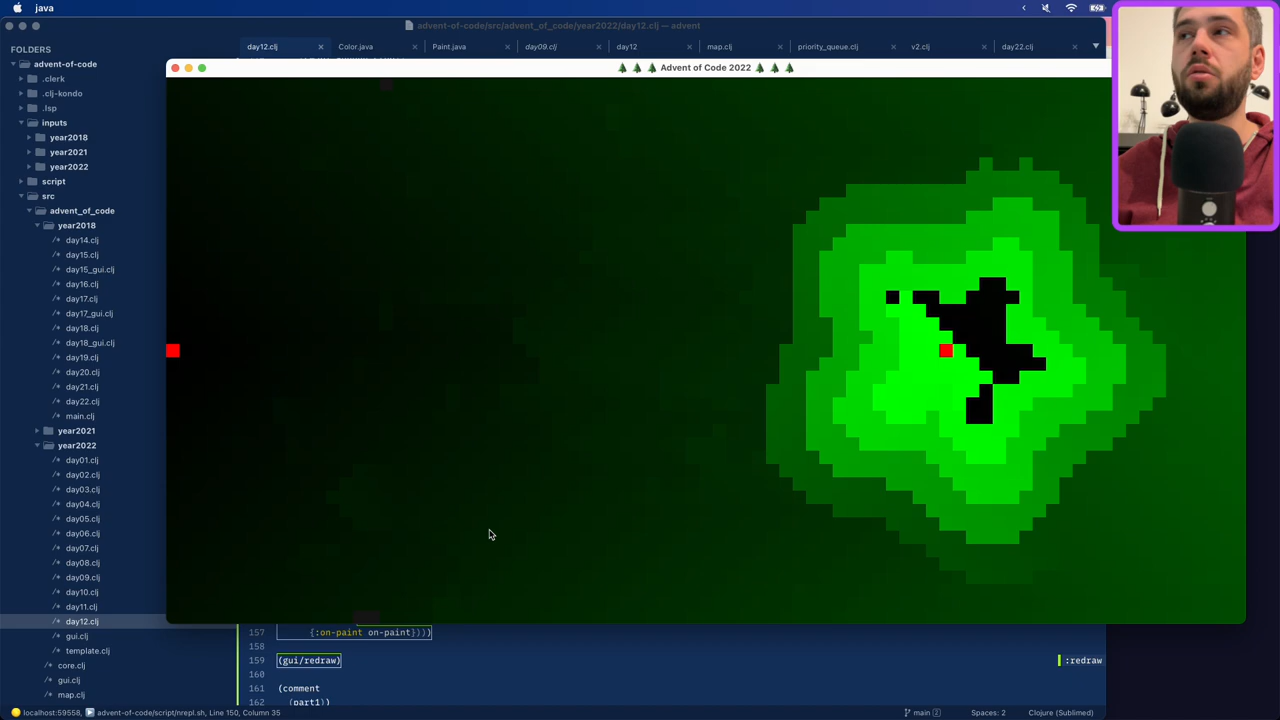 java
advent-of-code/src/advent_of_code/year2022/day12.clj — advent
FOLDERS
day12.clj × Color.java × Paint.java × day09.clj × day12 × map.clj × priority_queue.clj × v2.clj × day22.clj ×
🌲 🌲 🌲 Advent of Code 2022 🌲 🌲 🌲
advent-of-code
.clerk
.clj-kondo
.lsp
inputs
year2018
year2021
year2022
script
src
advent_of_code
year2018
/* day14.clj
/* day15.clj
/* day15_gui.clj
/* day16.clj
/* day17.clj
/* day17_gui.clj
/* day18.clj
/* day18_gui.clj
/* day19.clj
/* day20.clj
/* day21.clj
/* day22.clj
/* main.clj
year2021
year2022
/* day01.clj
/* day02.clj
/* day03.clj
/* day04.clj
/* day05.clj
/* day06.clj
/* day07.clj
/* day08.clj
/* day09.clj
/* day10.clj
/* day11.clj
/* day12.clj
/* gui.clj
/* template.clj
/* core.clj
/* gui.clj
/* map.clj
157 {:on-paint on-paint})))
158
159 (gui/redraw) :redraw
160
161 (comment
162 (part1))
localhost:59558, advent-of-code/script/nrepl.sh, Line 150, Column 35 main 2 Spaces: 2 Clojure (Sublimed)